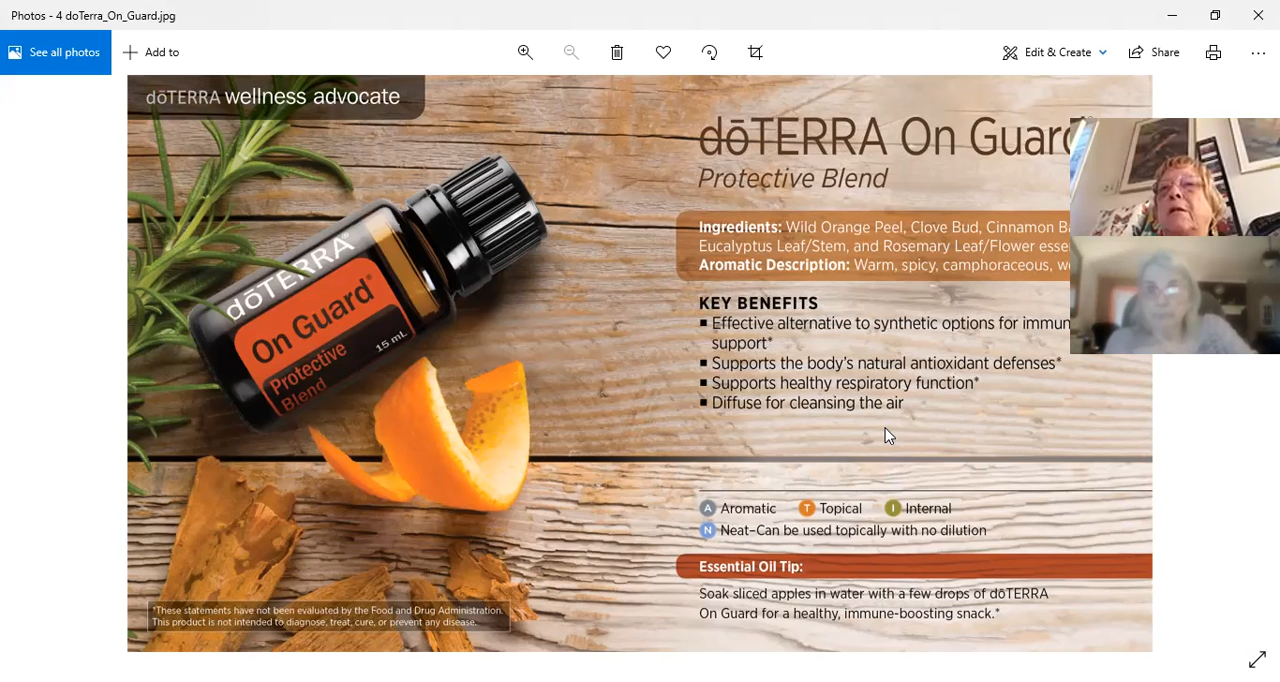 Photos - 4 doTerra_On_Guard.jpg
See all photos
Add to
Edit & Create
Share
dōTERRA wellness advocate
dōTERRA On Guard
Protective Blend
Ingredients: Wild Orange Peel, Clove Bud, Cinnamon
Eucalyptus Leaf/Stem, and Rosemary Leaf/Flower
Aromatic Description: Warm, spicy, camphoraceous,
KEY BENEFITS
▪ Effective alternative to synthetic options for
support*
▪ Supports the body's natural antioxidant defenses*
▪ Supports healthy respiratory function*
▪ Diffuse for cleansing the air
A Aromatic T Topical I Internal
N Neat–Can be used topically with no dilution
Essential Oil Tip:
Soak sliced apples in water with a few drops of dōTERRA
On Guard for a healthy, immune-boosting snack.*
dōTERRA®
On Guard®
Protective
Blend
15 mL
*These statements have not been evaluated by the Food and Drug Administration.
This product is not intended to diagnose, treat, cure, or prevent any disease.